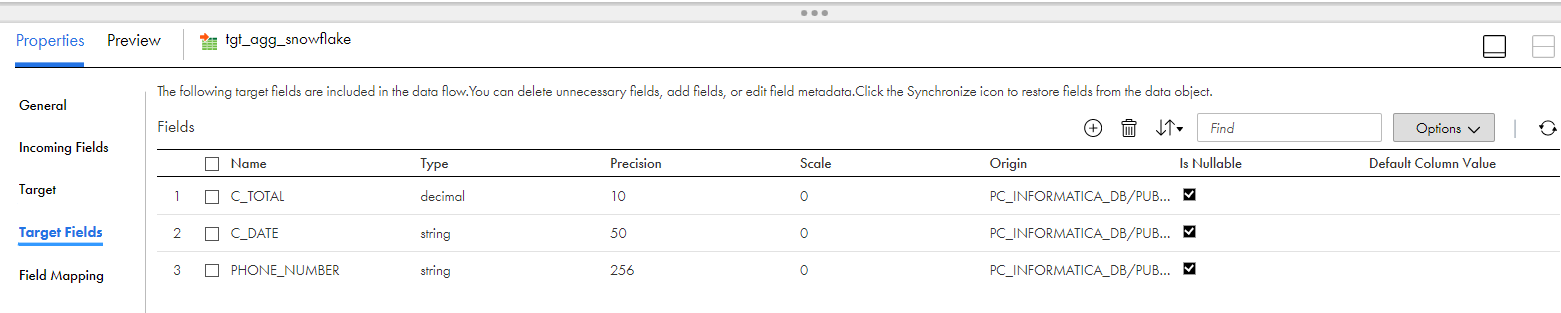 Properties Preview tgt_agg_snowflake
The following target fields are included in the data flow.You can delete unnecessary fields, add fields, or edit field metadata.Click the Synchronize icon to restore fields from the data object.
General
Fields Find Options
Incoming Fields
Name Type Precision Scale Origin Is Nullable Default Column Value
Target
1 C_TOTAL decimal 10 0 PC_INFORMATICA_DB/PUB...
Target Fields
2 C_DATE string 50 0 PC_INFORMATICA_DB/PUB...
Field Mapping
3 PHONE_NUMBER string 256 0 PC_INFORMATICA_DB/PUB...